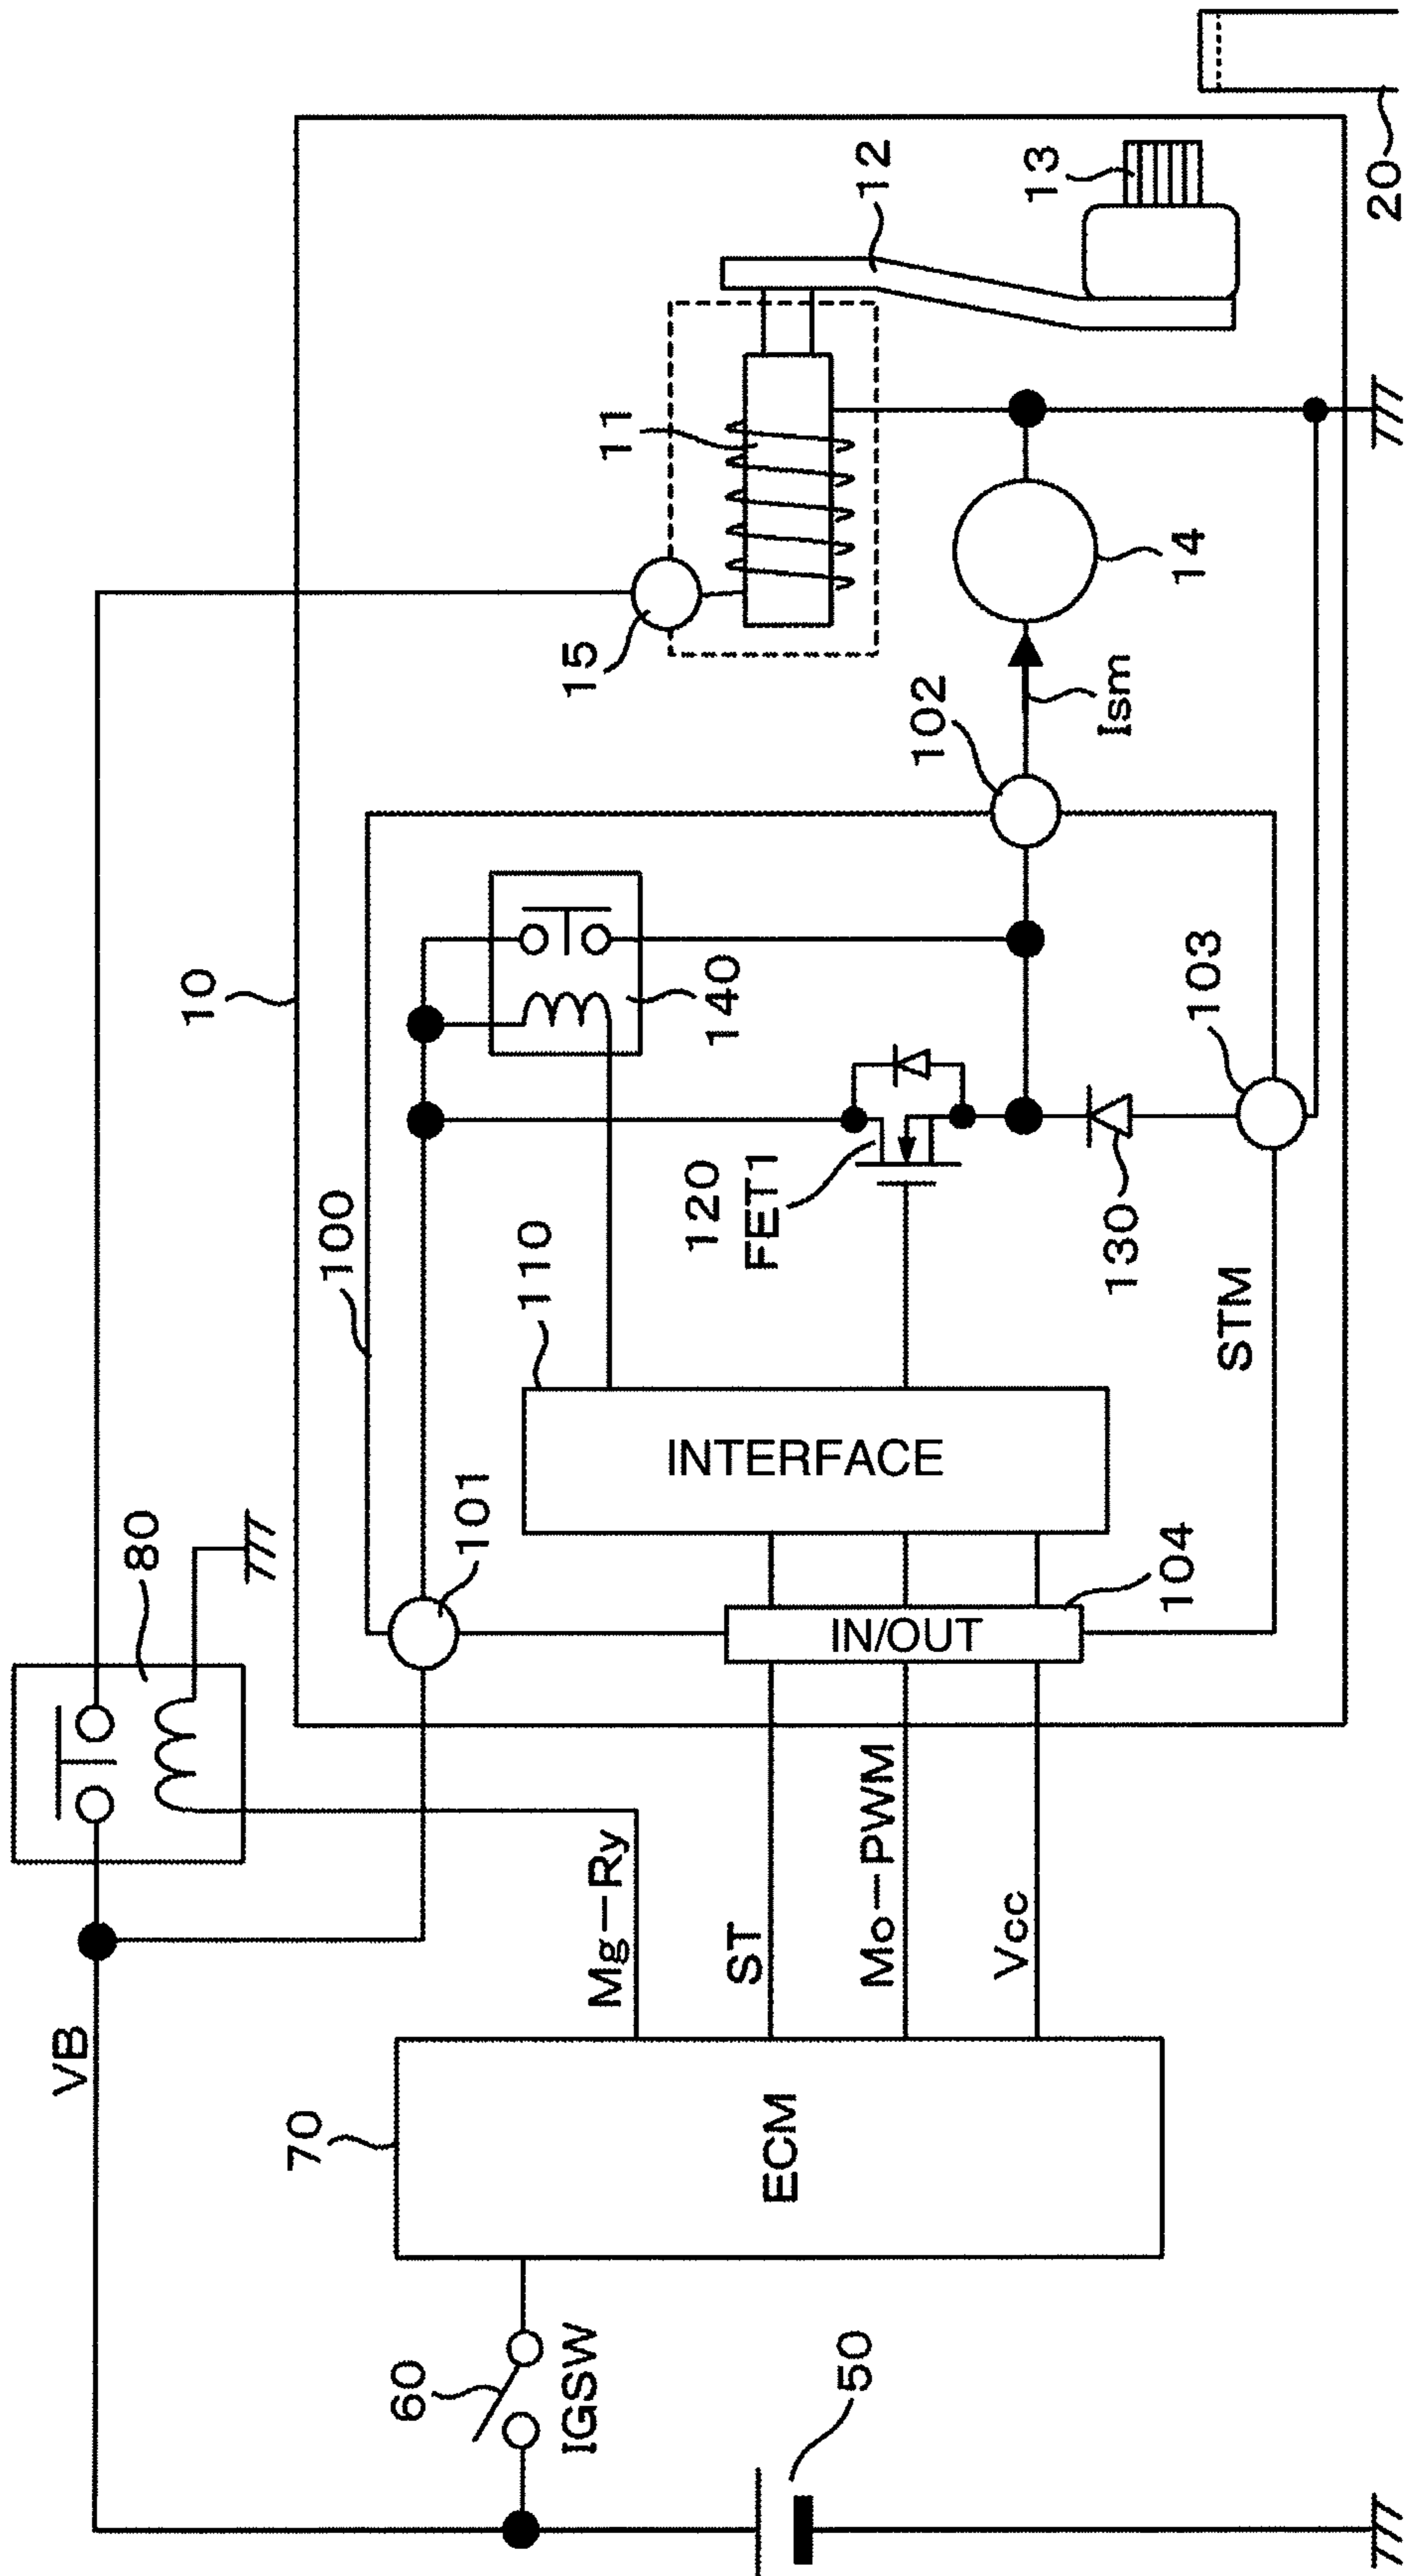 VB
80
10
100
101
110
INTERFACE
IN/OUT
104
STM
140
120
FET1
130
103
102
Ism
14
15
11
12
13
20
70
ECM
Mg-Ry
ST
Mo-PWM
Vcc
60
IGSW
50